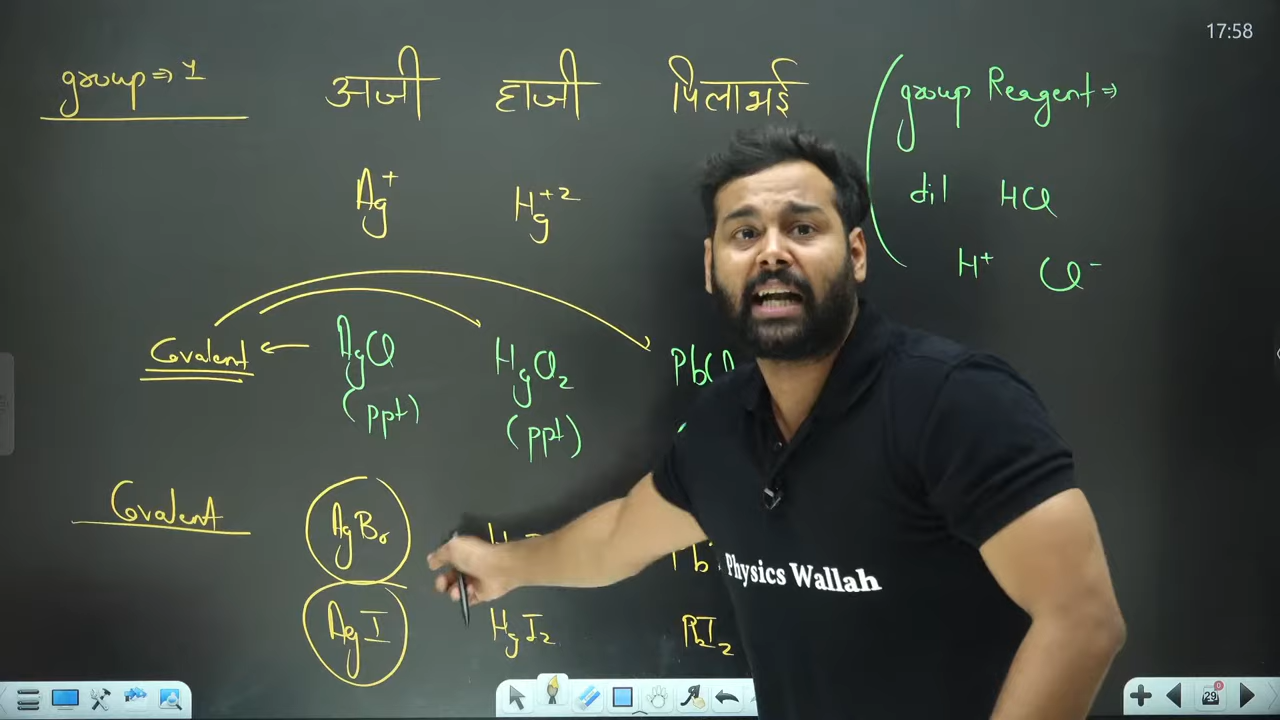 17:58
group ⇒ 1
अजी हाजी पिलाभई
group Reagent ⇒
dil HCl
Ag⁺ Hg⁺²
H⁺ Cl⁻
Covalent ← AgCl HgCl₂ PbCl
(ppt) (ppt)
Covalent
AgBr
Physics Wallah
AgI HgI₂ PbI₂
29